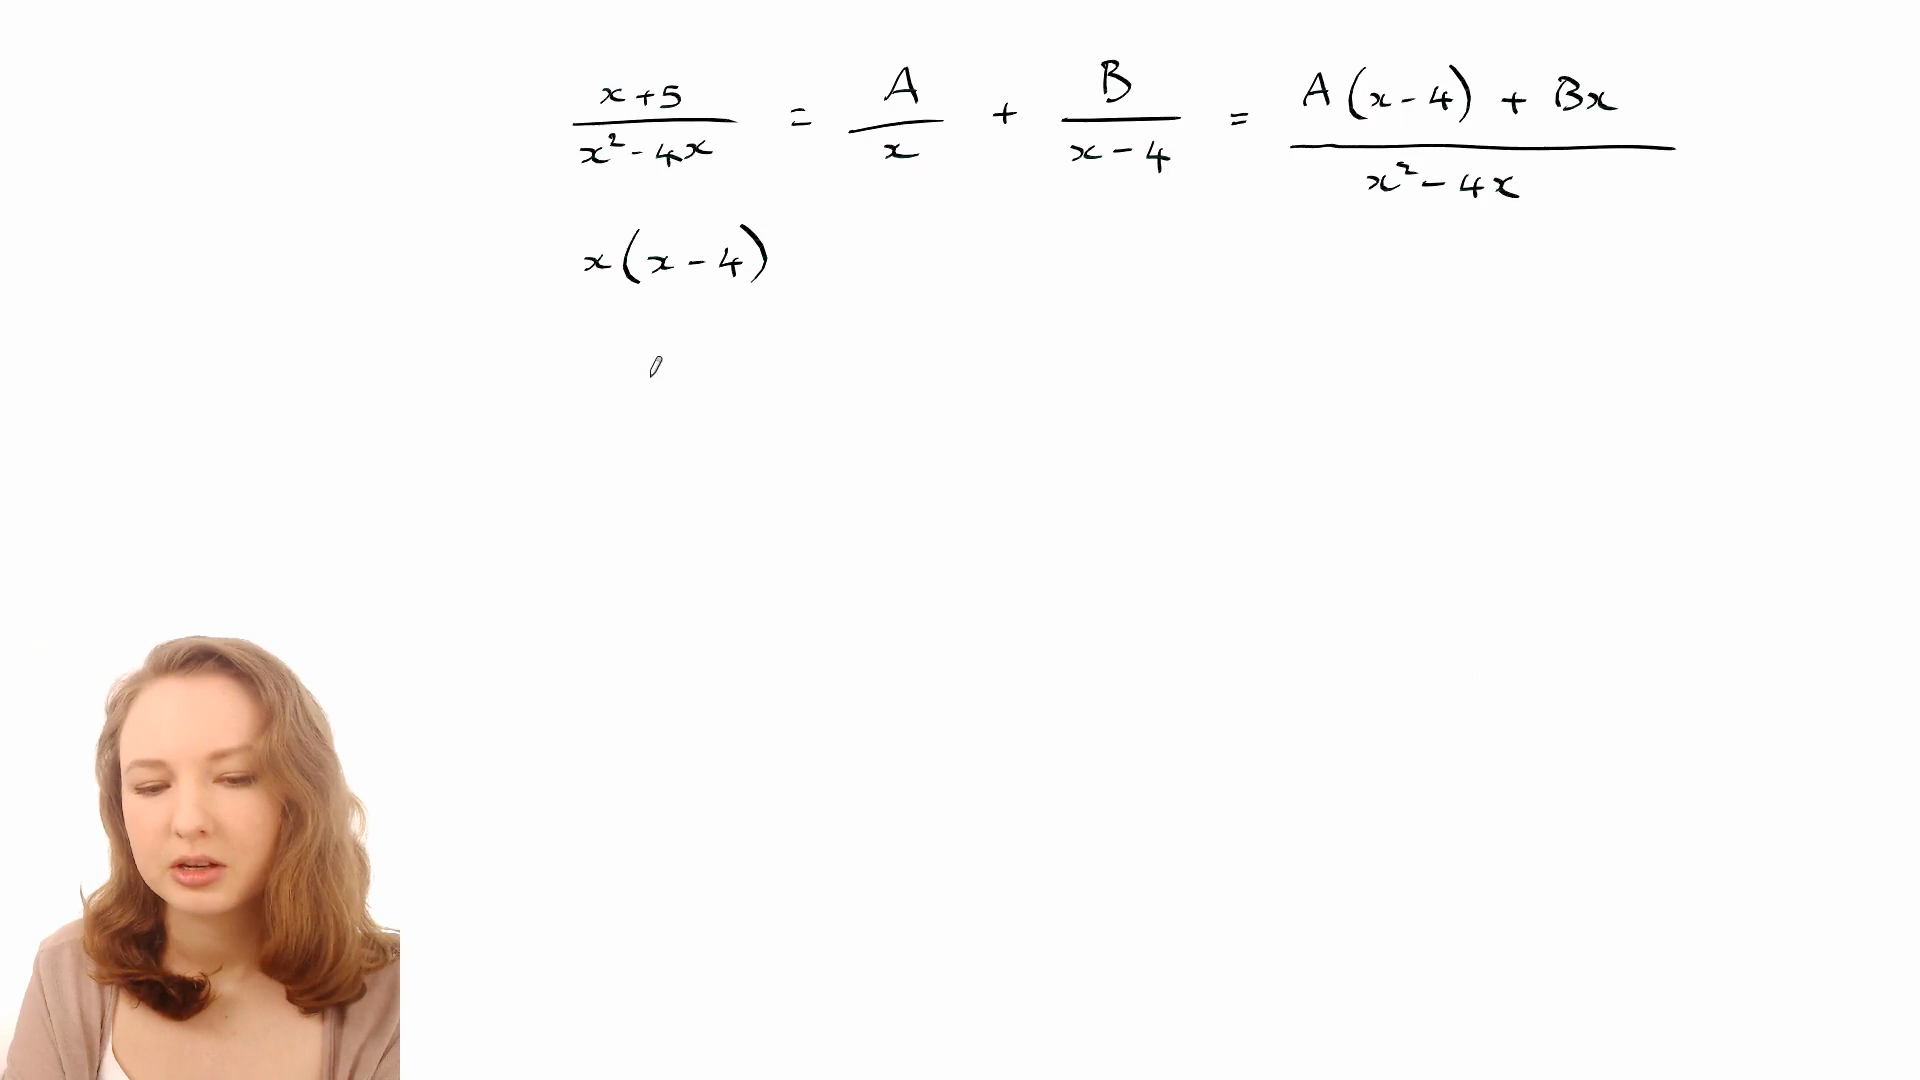 x+5/x²-4x = A/x + B/x-4 = A(x-4) + Bx/x²-4x
x(x-4)